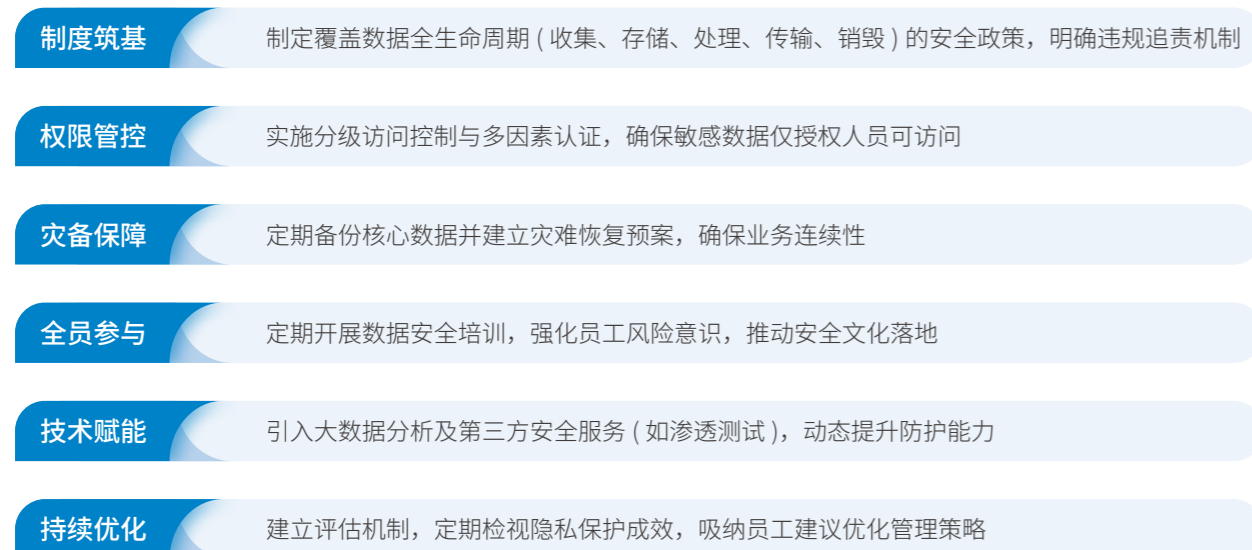 制度筑基 制定覆盖数据全生命周期 ( 收集、存储、处理、传输、销毁 ) 的安全政策，明确违规追责机制
权限管控 实施分级访问控制与多因素认证，确保敏感数据仅授权人员可访问
灾备保障 定期备份核心数据并建立灾难恢复预案，确保业务连续性
全员参与 定期开展数据安全培训，强化员工风险意识，推动安全文化落地
技术赋能 引入大数据分析及第三方安全服务 ( 如渗透测试 )，动态提升防护能力
持续优化 建立评估机制，定期检视隐私保护成效，吸纳员工建议优化管理策略